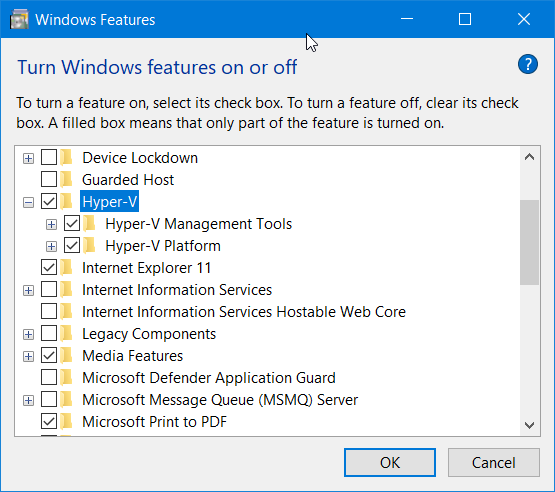 Windows Features
Turn Windows features on or off
?
To turn a feature on, select its check box. To turn a feature off, clear its check
box. A filled box means that only part of the feature is turned on.
Device Lockdown
Guarded Host
Hyper-V
Hyper-V Management Tools
Hyper-V Platform
Internet Explorer 11
Internet Information Services
Internet Information Services Hostable Web Core
Legacy Components
Media Features
Microsoft Defender Application Guard
Microsoft Message Queue (MSMQ) Server
Microsoft Print to PDF
OK Cancel